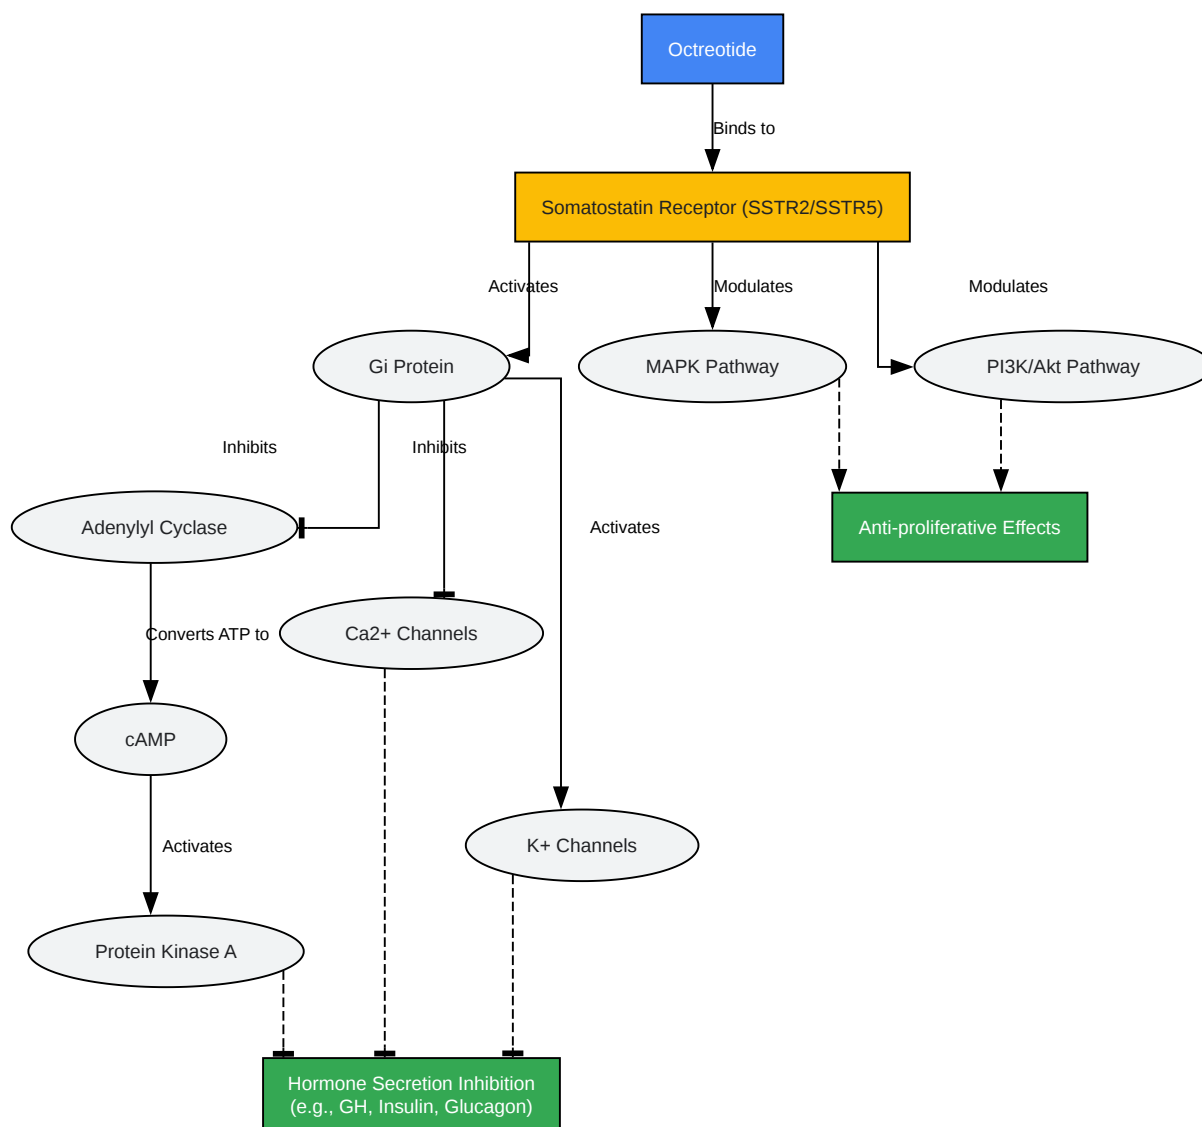 Octreotide
Binds to
Somatostatin Receptor (SSTR2/SSTR5)
Activates
Modulates
Modulates
Gi Protein
MAPK Pathway
PI3K/Akt Pathway
Inhibits
Inhibits
Adenylyl Cyclase
Activates
Anti-proliferative Effects
Converts ATP to
Ca2+ Channels
cAMP
Activates
K+ Channels
Protein Kinase A
Hormone Secretion Inhibition
(e.g., GH, Insulin, Glucagon)